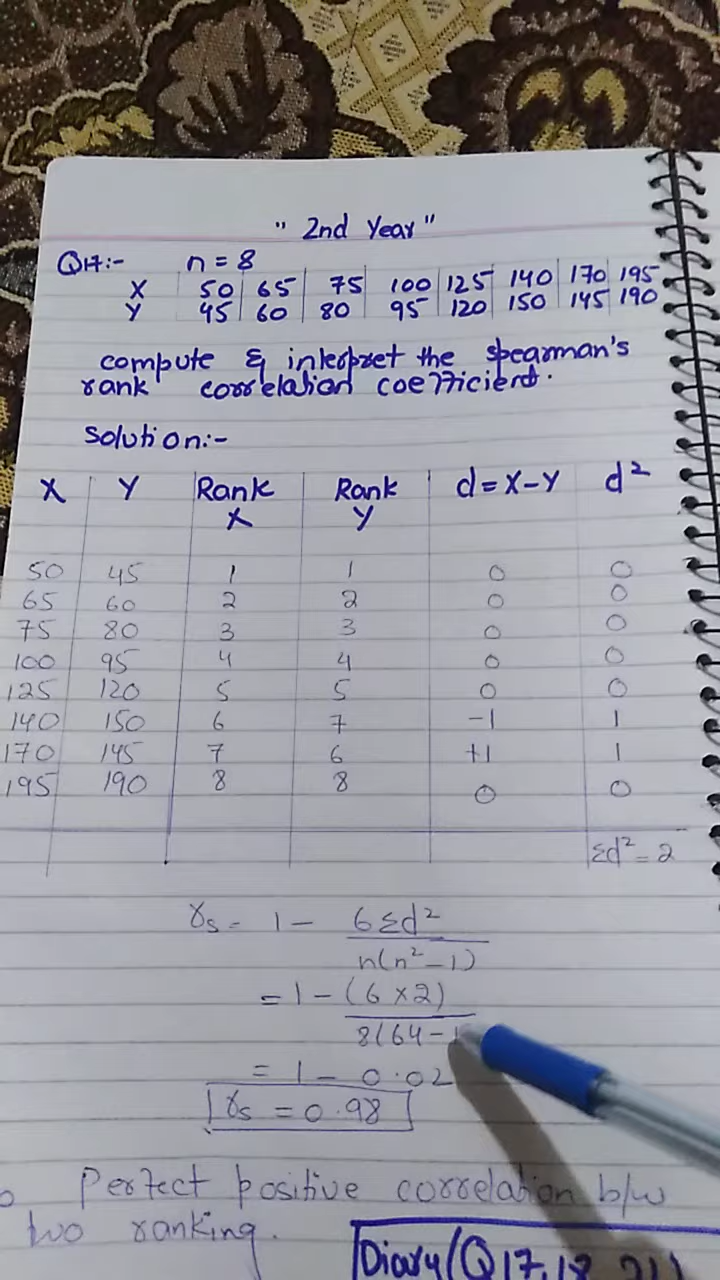 " 2nd Year "
Q17:- n = 8
X 50 65 75 100 125 140 170 195
Y 45 60 80 95 120 150 145 190
compute & interpret the spearman's
rank correlation coefficient.
Solution:-
X Y Rank X Rank Y d = X - Y d²
50 45 1 1 0 0
65 60 2 2 0 0
75 80 3 3 0 0
100 95 4 4 0 0
125 120 5 5 0 0
140 150 6 7 -1 1
170 145 7 6 +1 1
195 190 8 8 0 0
Σd² = 2
rs = 1 - 6Σd² / n(n²-1)
= 1 - (6 × 2) / 8(64 -
= 1 - 0.02
rs = 0.98
Perfect positive correlation b/w
two ranking.
Diary (Q 17,